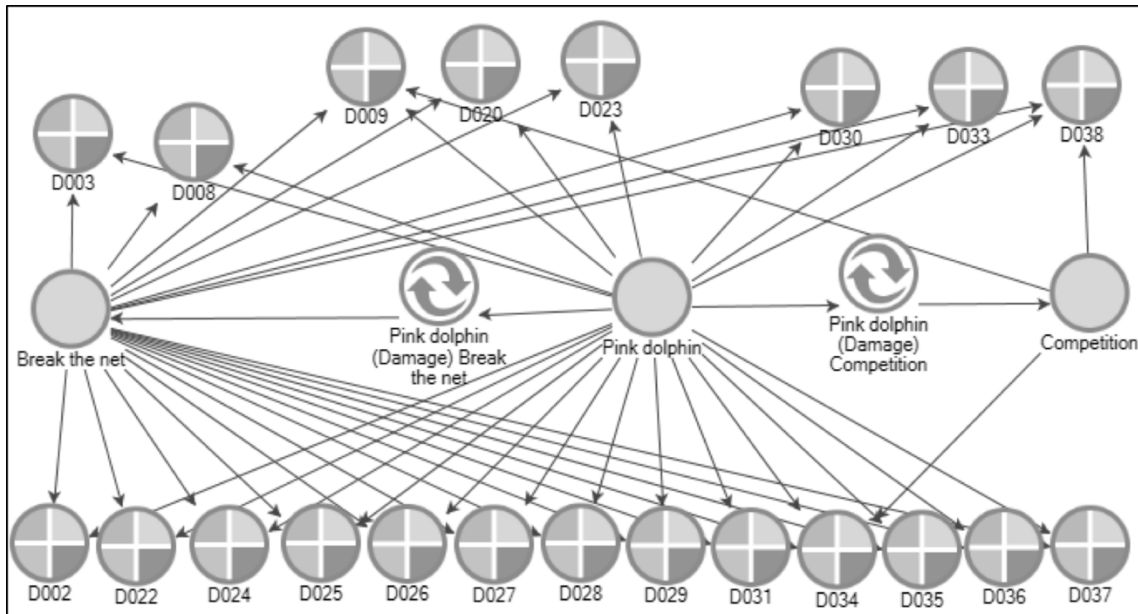 D009
D020
D023
D030
D033
D038
D003
D008
Break the net
Pink dolphin
(Damage) Break
the net
Pink dolphin
Pink dolphin
(Damage)
Competition
Competition
D002
D022
D024
D025
D026
D027
D028
D029
D031
D034
D035
D036
D037